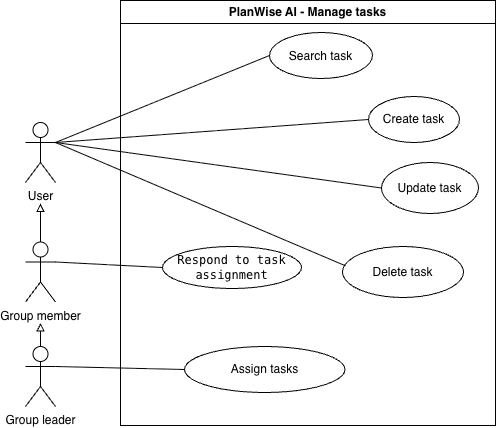 PlanWise AI - Manage tasks
Search task
Create task
User
Update task
Respond to task
assignment
Delete task
Group member
Assign tasks
Group leader